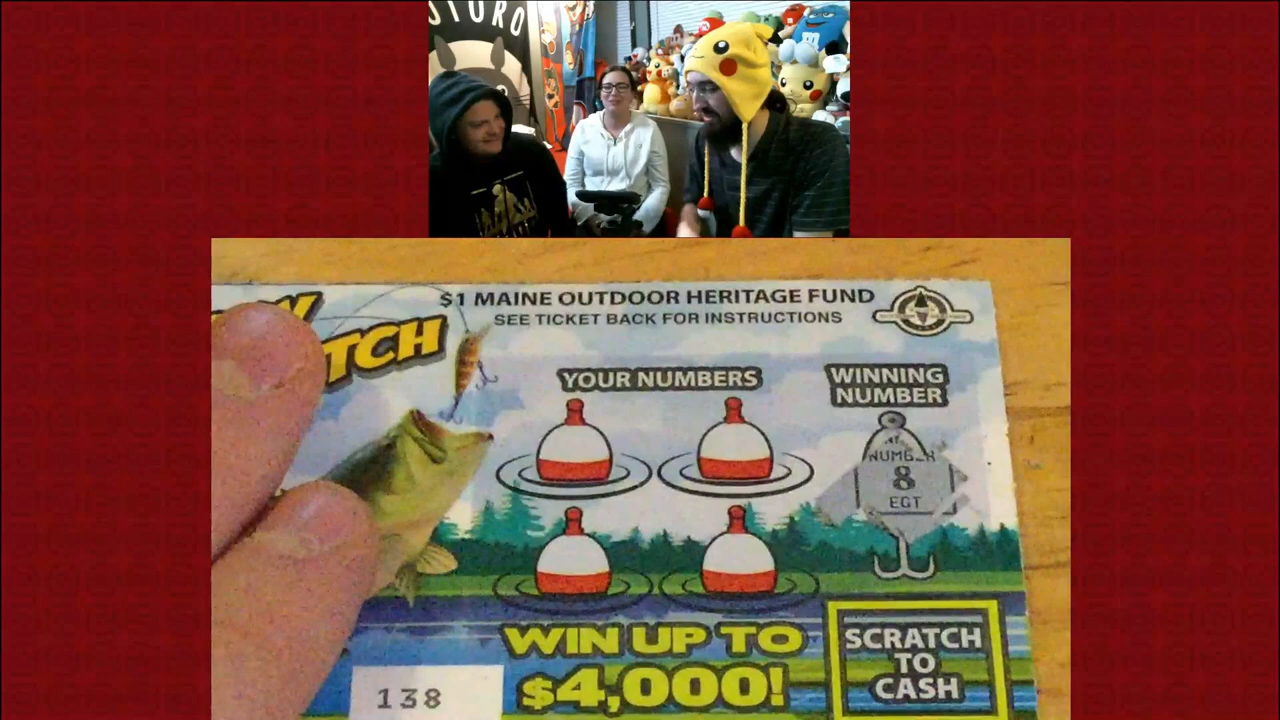 TOTORO
$1 MAINE OUTDOOR HERITAGE FUND
SEE TICKET BACK FOR INSTRUCTIONS
TCH
YOUR NUMBERS
WINNING
NUMBER
8
EGT
WIN UP TO
$4,000!
SCRATCH
TO
CASH
138